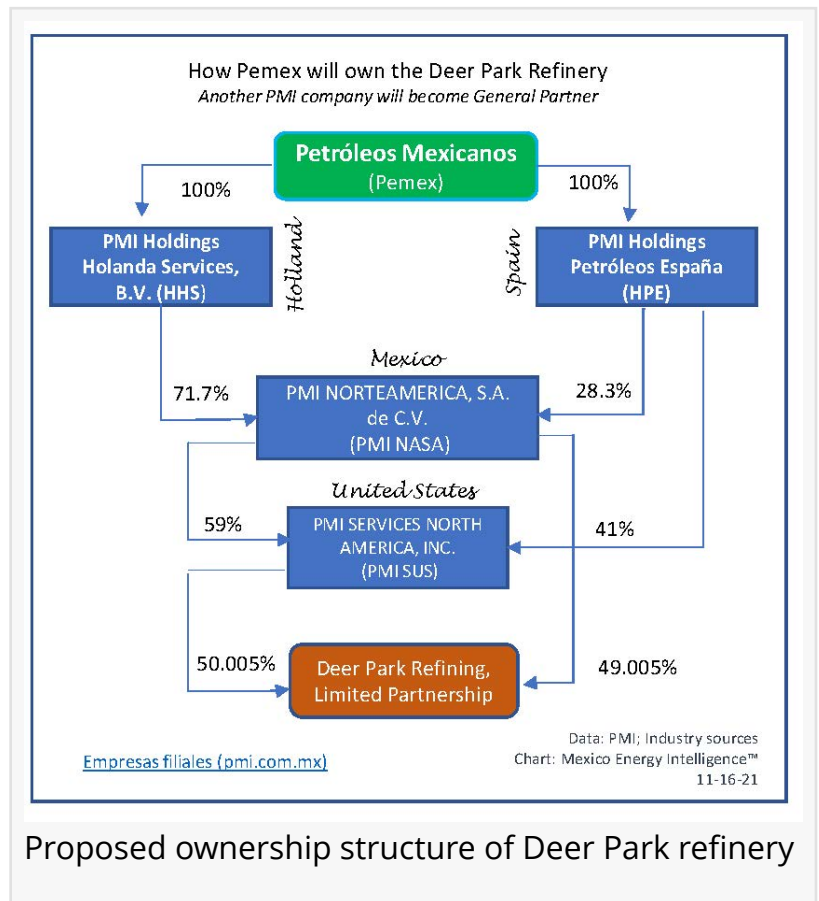 How Pemex will own the Deer Park Refinery
Another PMI company will become General Partner
Petróleos Mexicanos
(Pemex)
100%
100%
PMI Holdings
Holanda Services,
B.V. (HHS)
Holland
Spain
PMI Holdings
Petróleos España
(HPE)
Mexico
71.7%
PMI NORTEAMERICA, S.A.
de C.V.
(PMI NASA)
28.3%
United States
59%
PMI SERVICES NORTH
AMERICA, INC.
(PMI SUS)
41%
50.005%
Deer Park Refining,
Limited Partnership
49.005%
Data: PMI; Industry sources
Empresas filiales (pmi.com.mx)
Chart: Mexico Energy Intelligence™
11-16-21
Proposed ownership structure of Deer Park refinery